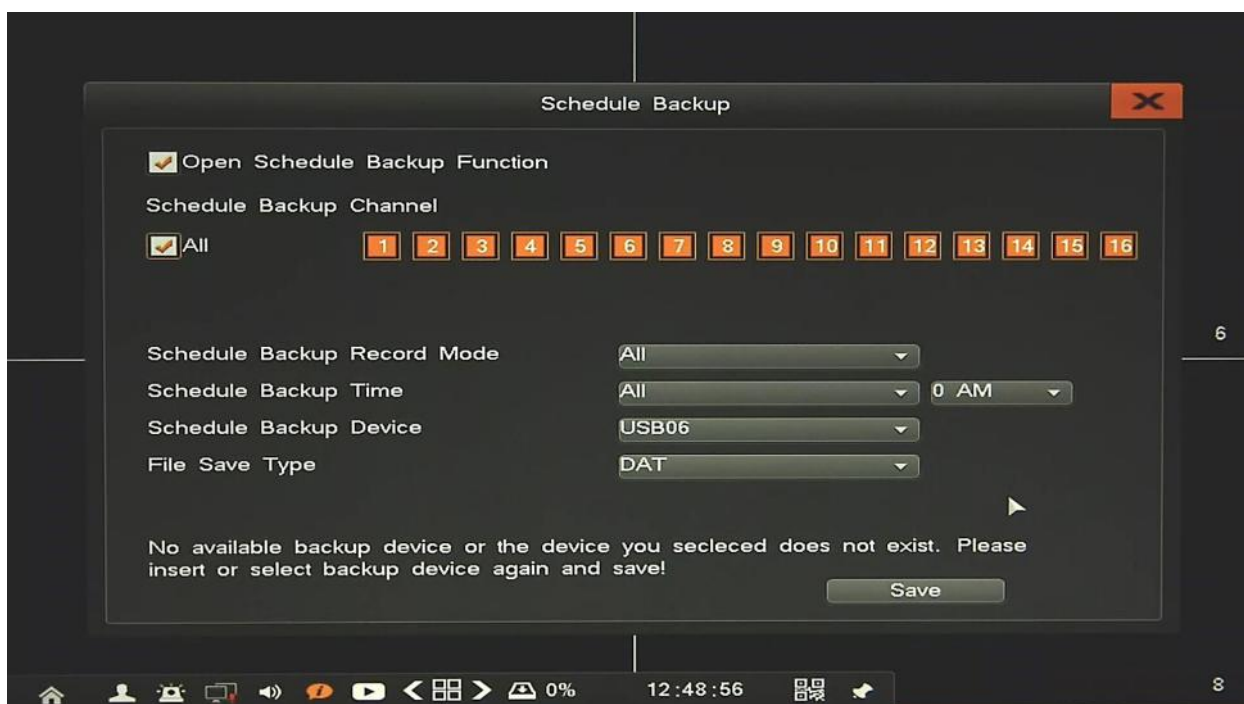 Schedule Backup
Open Schedule Backup Function
Schedule Backup Channel
All 1 2 3 4 5 6 7 8 9 10 11 12 13 14 15 16
6
Schedule Backup Record Mode All
Schedule Backup Time All 0 AM
Schedule Backup Device USB06
File Save Type DAT
No available backup device or the device you secleced does not exist. Please
insert or select backup device again and save!
Save
0% 12:48:56
8